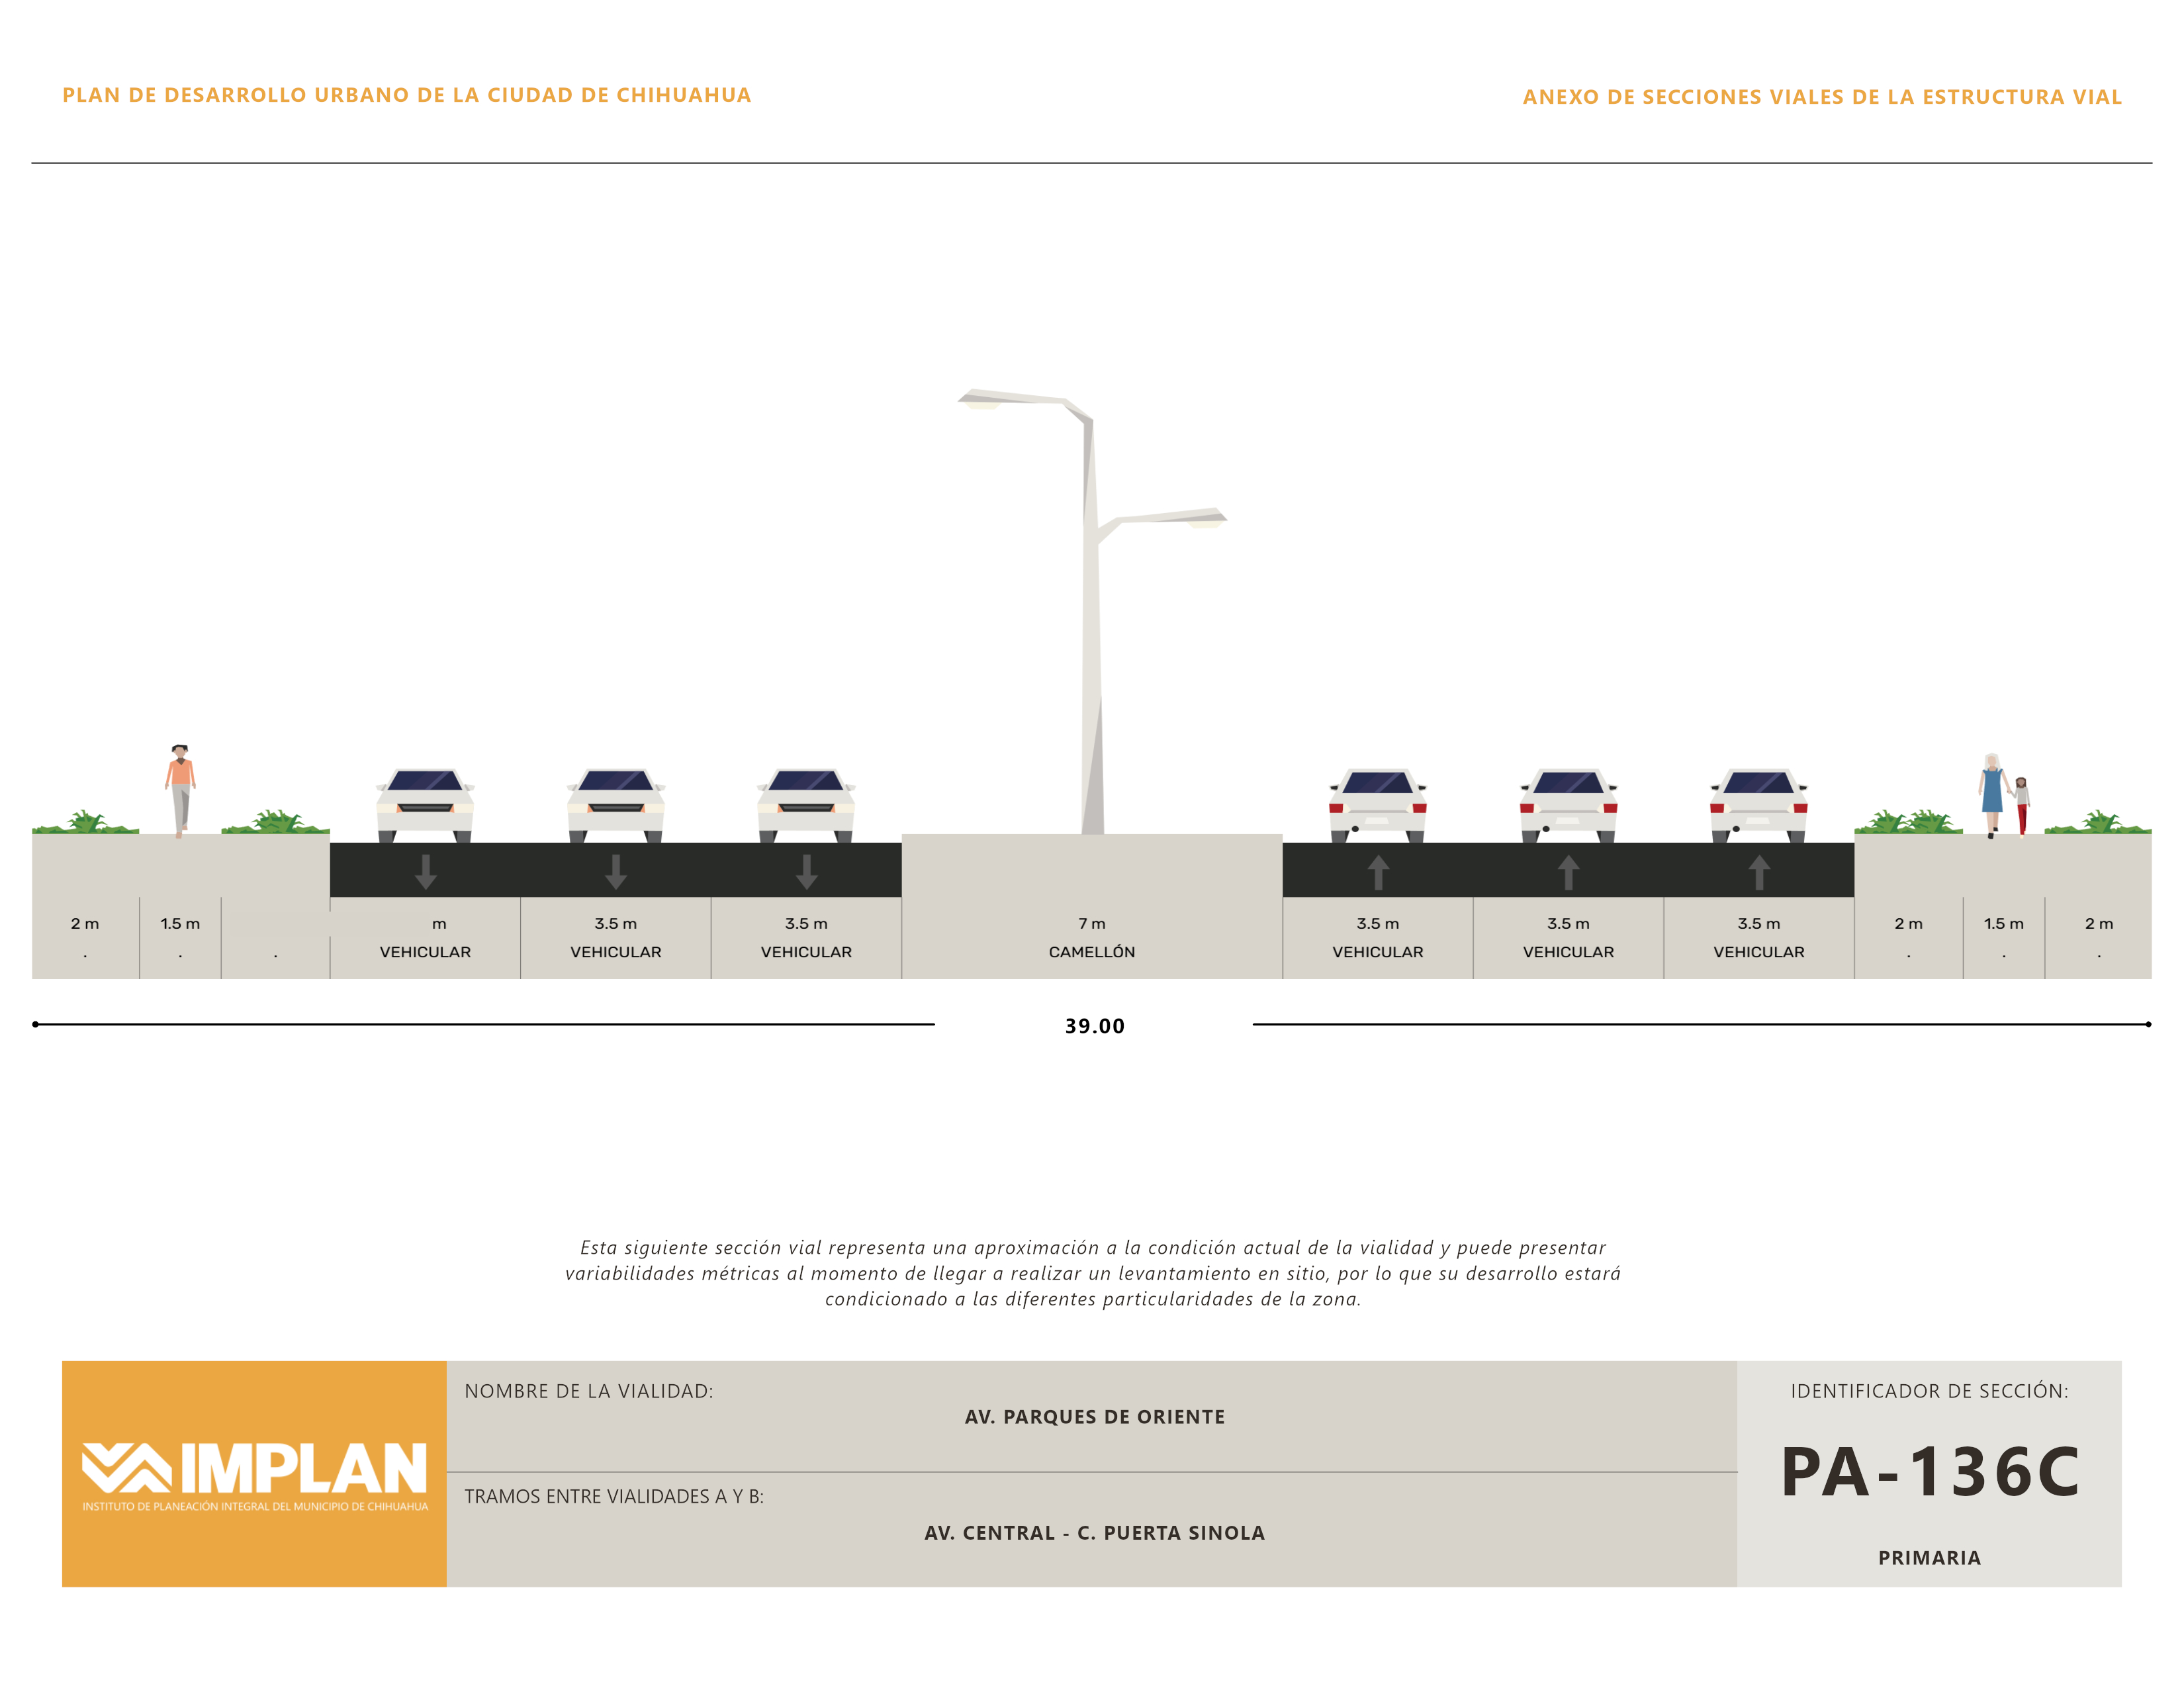 PLAN DE DESARROLLO URBANO DE LA CIUDAD DE CHIHUAHUA
ANEXO DE SECCIONES VIALES DE LA ESTRUCTURA VIAL
2 m 1.5 m m 3.5 m 3.5 m 7 m 3.5 m 3.5 m 3.5 m 2 m 1.5 m 2 m
. . . VEHICULAR VEHICULAR VEHICULAR CAMELLÓN VEHICULAR VEHICULAR VEHICULAR . . .
39.00
Esta siguiente sección vial representa una aproximación a la condición actual de la vialidad y puede presentar
variabilidades métricas al momento de llegar a realizar un levantamiento en sitio, por lo que su desarrollo estará
condicionado a las diferentes particularidades de la zona.
IMPLAN
INSTITUTO DE PLANEACIÓN INTEGRAL DEL MUNICIPIO DE CHIHUAHUA
NOMBRE DE LA VIALIDAD:
AV. PARQUES DE ORIENTE
TRAMOS ENTRE VIALIDADES A Y B:
AV. CENTRAL - C. PUERTA SINOLA
IDENTIFICADOR DE SECCIÓN:
PA-136C
PRIMARIA